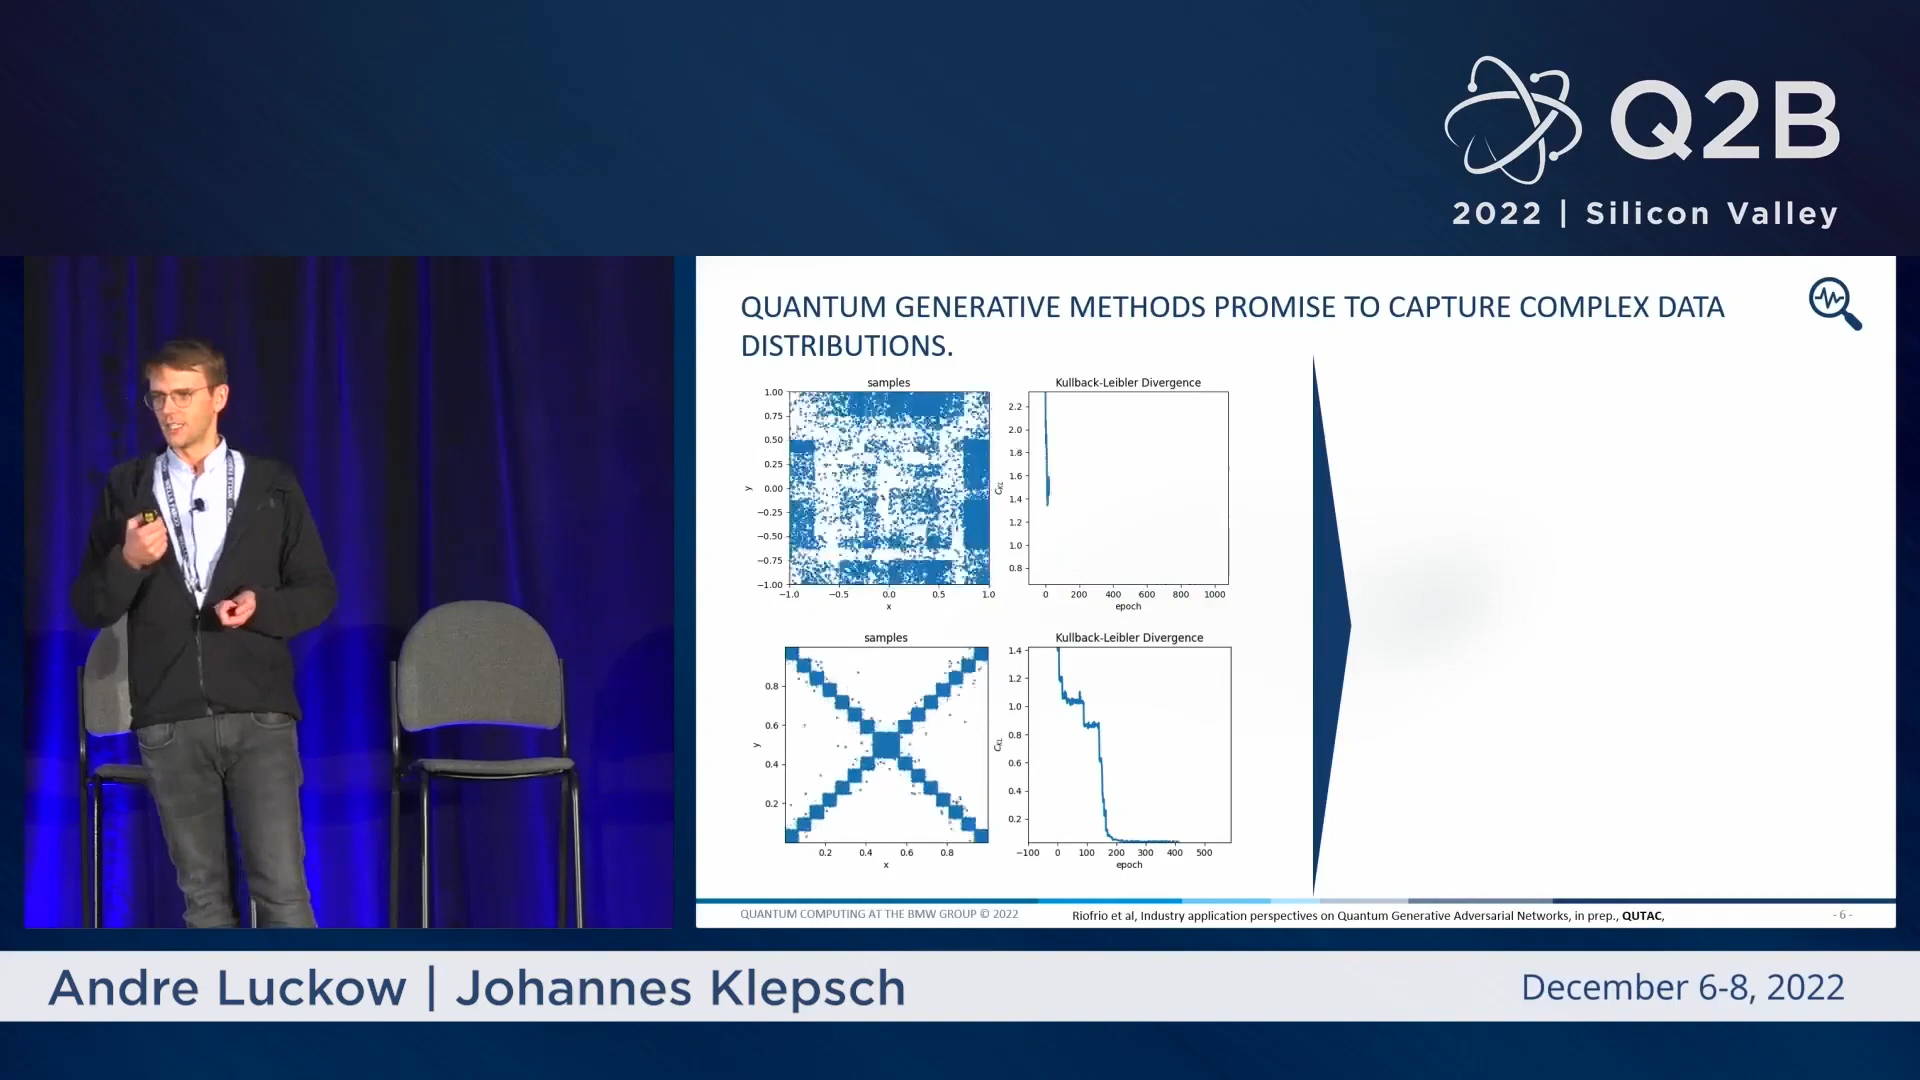 Q2B
2022 | Silicon Valley
QUANTUM GENERATIVE METHODS PROMISE TO CAPTURE COMPLEX DATA
DISTRIBUTIONS.
samples
1.00
0.75
0.50
0.25
0.00
−0.25
−0.50
−0.75
−1.00
y
−1.0 −0.5 0.0 0.5 1.0
x
Kullback-Leibler Divergence
2.2
2.0
1.8
1.6
1.4
1.2
1.0
0.8
CKL
0 200 400 600 800 1000
epoch
samples
0.8
0.6
0.4
0.2
y
0.2 0.4 0.6 0.8
x
Kullback-Leibler Divergence
1.4
1.2
1.0
0.8
0.6
0.4
0.2
CKL
−100 0 100 200 300 400 500
epoch
QUANTUM COMPUTING AT THE BMW GROUP © 2022
Riofrio et al, Industry application perspectives on Quantum Generative Adversarial Networks, in prep., QUTAC,
- 6 -
Andre Luckow | Johannes Klepsch
December 6-8, 2022